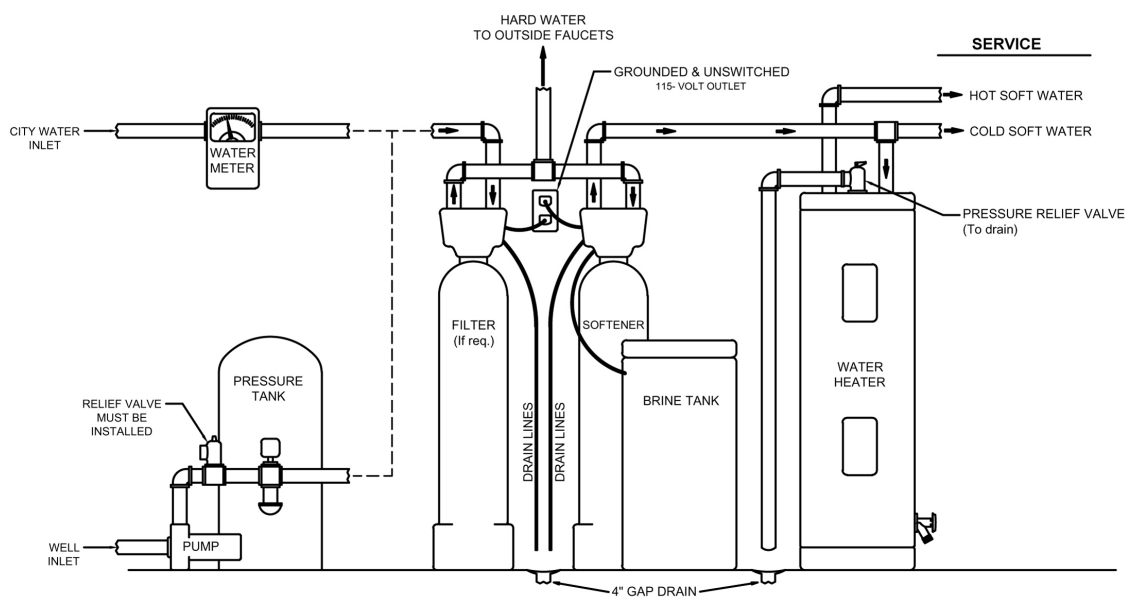 HARD WATER
TO OUTSIDE FAUCETS
SERVICE
GROUNDED & UNSWITCHED
115- VOLT OUTLET
HOT SOFT WATER
CITY WATER
INLET
WATER
METER
COLD SOFT WATER
PRESSURE RELIEF VALVE
(To drain)
FILTER
(If req.)
SOFTENER
WATER
HEATER
PRESSURE
TANK
BRINE TANK
RELIEF VALVE
MUST BE
INSTALLED
DRAIN LINES
DRAIN LINES
PUMP
WELL
INLET
4" GAP DRAIN